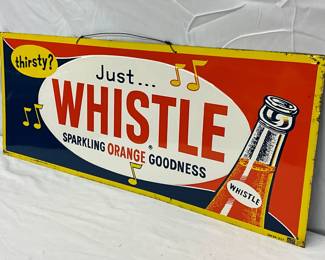 thirsty?
Just...
WHISTLE
SPARKLING ORANGE® GOODNESS
WHISTLE